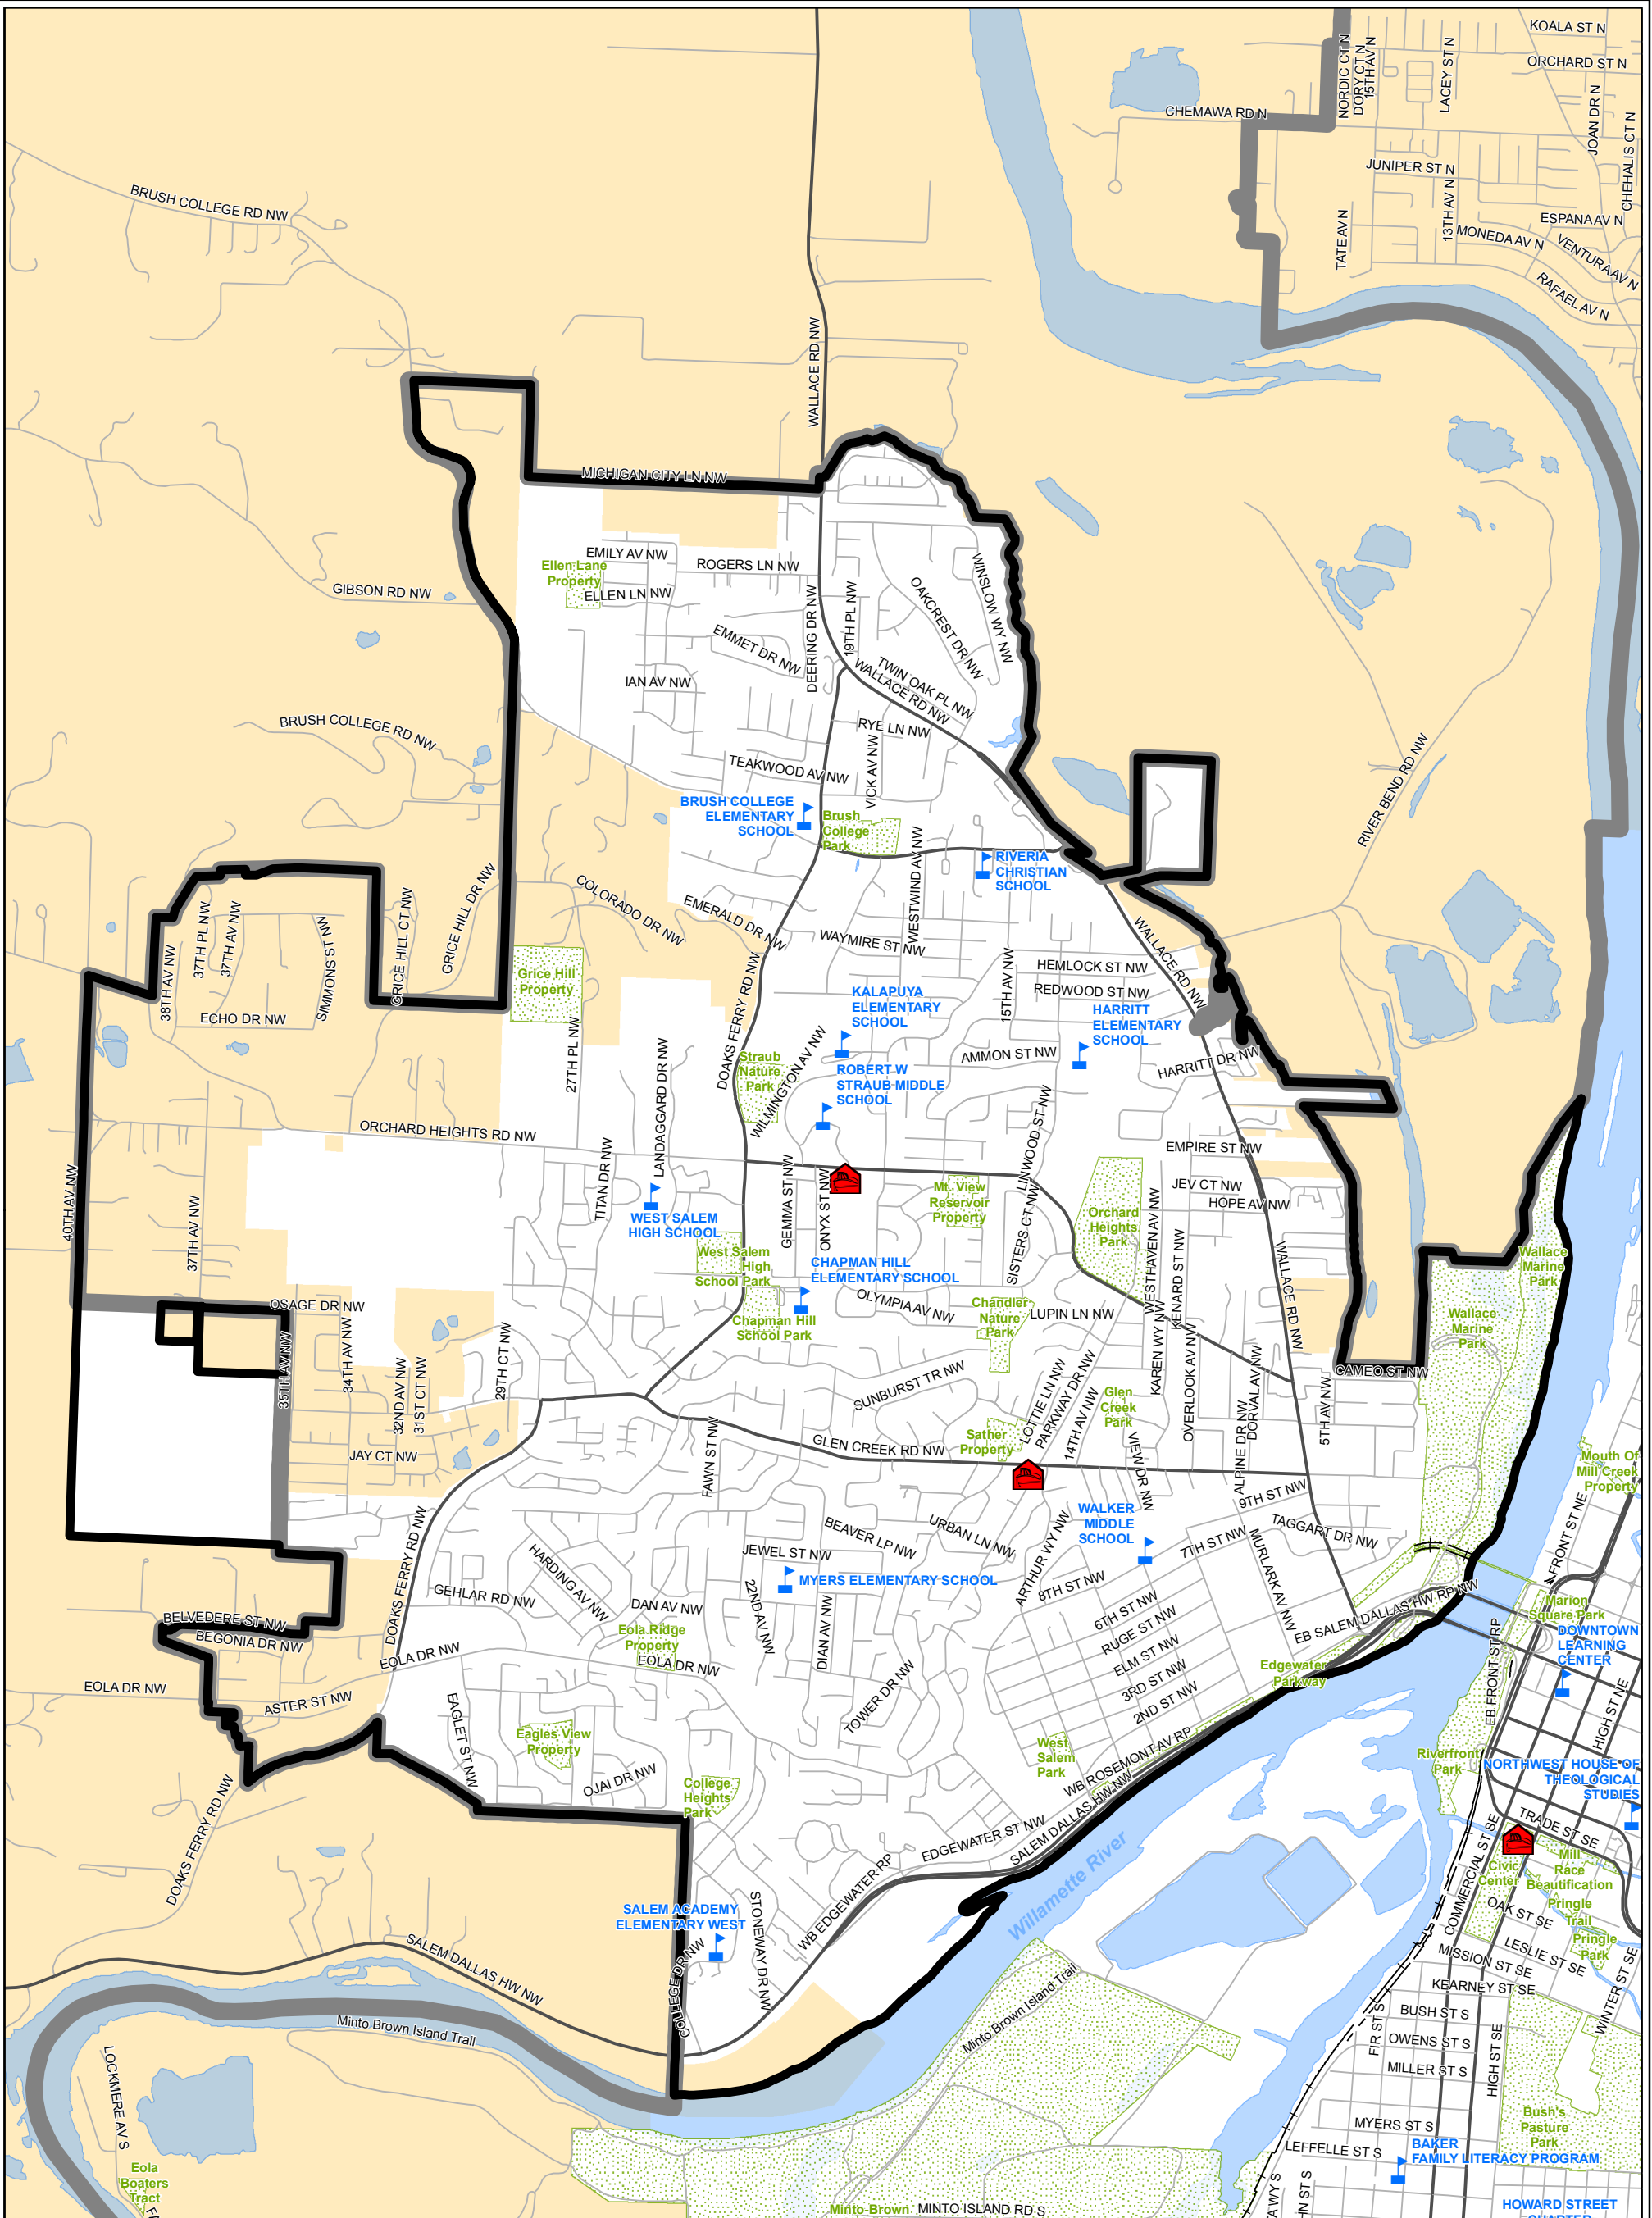 KOALA ST N
ORCHARD ST N
NORDIC CT N
DORY CT N
15TH AV N
LACEY ST N
JOAN DR N
CHEHALIS CT N
CHEMAWA RD N
JUNIPER ST N
13TH AV N
TATE AV N
ESPANA AV N
MONEDA AV N
VENTURA AV N
RAFAEL AV N
BRUSH COLLEGE RD NW
WALLACE RD NW
MICHIGAN CITY LN NW
EMILY AV NW
ROGERS LN NW
Ellen Lane
Property
ELLEN LN NW
GIBSON RD NW
DEERING DR NW
19TH PL NW
OAKCREST DR NW
WINSLOW WY NW
EMMET DR NW
IAN AV NW
TWIN OAK PL NW
WALLACE RD NW
RYE LN NW
BRUSH COLLEGE RD NW
TEAKWOOD AV NW
VICK AV NW
RIVER BEND RD NW
BRUSH COLLEGE
ELEMENTARY
SCHOOL
Brush
College
Park
RIVERIA
CHRISTIAN
SCHOOL
WESTWIND AV NW
COLORADO DR NW
EMERALD DR NW
WAYMIRE ST NW
WALLACE RD NW
38TH AV NW
37TH PL NW
37TH AV NW
SIMMONS ST NW
GRICE HILL CT NW
GRICE HILL DR NW
ECHO DR NW
Grice Hill
Property
27TH PL NW
DOAKS FERRY RD NW
HEMLOCK ST NW
REDWOOD ST NW
15TH AV NW
KALAPUYA
ELEMENTARY
SCHOOL
HARRITT
ELEMENTARY
SCHOOL
AMMON ST NW
HARRITT DR NW
Straub
Nature
Park
WILMINGTON AV NW
ROBERT W
STRAUB MIDDLE
SCHOOL
LANDAGGARD DR NW
ORCHARD HEIGHTS RD NW
LINWOOD ST NW
EMPIRE ST NW
JEV CT NW
HOPE AV NW
40TH AV NW
37TH AV NW
TITAN DR NW
WEST SALEM
HIGH SCHOOL
GEMMA ST NW
ONYX ST NW
Mt. View
Reservoir
Property
SISTERS CT NW
Orchard
Heights
Park
WESTHAVEN AV NW
KENARD ST NW
WALLACE RD NW
West Salem
High
School Park
CHAPMAN HILL
ELEMENTARY SCHOOL
Chapman Hill
School Park
OLYMPIA AV NW
Chandler
Nature
Park
LUPIN LN NW
Wallace
Marine
Park
Wallace
Marine
Park
OSAGE DR NW
35TH AV NW
34TH AV NW
32ND AV NW
31ST CT NW
29TH CT NW
JAY CT NW
KAREN WY NW
OVERLOOK AV NW
ALPINE DR NW
DORVAL AV NW
5TH AV NW
CAMEO ST NW
SUNBURST TR NW
LOTTIE LN NW
PARKWAY DR NW
14TH AV NW
Glen
Creek
Park
Sather
Property
GLEN CREEK RD NW
FAWN ST NW
VIEW DR NW
9TH ST NW
TAGGART DR NW
Mouth Of
Mill Creek
Property
DOAKS FERRY RD NW
WALKER
MIDDLE
SCHOOL
7TH ST NW
MURLARK AV NW
FRONT ST NE
BEAVER LP NW
URBAN LN NW
ARTHUR WY NW
JEWEL ST NW
MYERS ELEMENTARY SCHOOL
8TH ST NW
6TH ST NW
RUGE ST NW
ELM ST NW
3RD ST NW
2ND ST NW
GEHLAR RD NW
HARDING AV NW
DAN AV NW
22ND AV NW
DIAN AV NW
Eola Ridge
Property
EOLA DR NW
EOLA DR NW
BELVEDERE ST NW
BEGONIA DR NW
EOLA DR NW
ASTER ST NW
EB SALEM DALLAS HW RP NW
Marion
Square Park
DOWNTOWN
LEARNING
CENTER
Edgewater
Parkway
EB FRONT ST RP
HIGH ST NE
EAGLET ST NW
Eagles View
Property
OJAI DR NW
TOWER DR NW
West
Salem
Park
WB ROSEMONT AV RP
SALEM DALLAS HW NW
EDGEWATER ST NW
College
Heights
Park
Riverfront
Park
NORTHWEST HOUSE OF
THEOLOGICAL
STUDIES
DOAKS FERRY RD NW
WB EDGEWATER RP
Willamette River
TRADE ST SE
COMMERCIAL ST SE
Civic
Center
Mill
Race
Beautification
Pringle
Trail
Pringle
Park
OAK ST SE
LESLIE ST SE
MISSION ST SE
KEARNEY ST SE
WINTER ST SE
SALEM ACADEMY
ELEMENTARY WEST
STONEWAY DR NW
COLLEGE DR NW
SALEM DALLAS HW NW
Minto Brown Island Trail
Minto Brown Island Trail
BUSH ST S
OWENS ST S
FIR ST S
MILLER ST S
HIGH ST SE
MYERS ST S
LEFFELLE ST S
Bush's
Pasture
Park
BAKER
FAMILY LITERACY PROGRAM
LOCKMERE AV S
Eola
Boaters
Tract
Minto-Brown
MINTO ISLAND RD S
HOWARD STREET